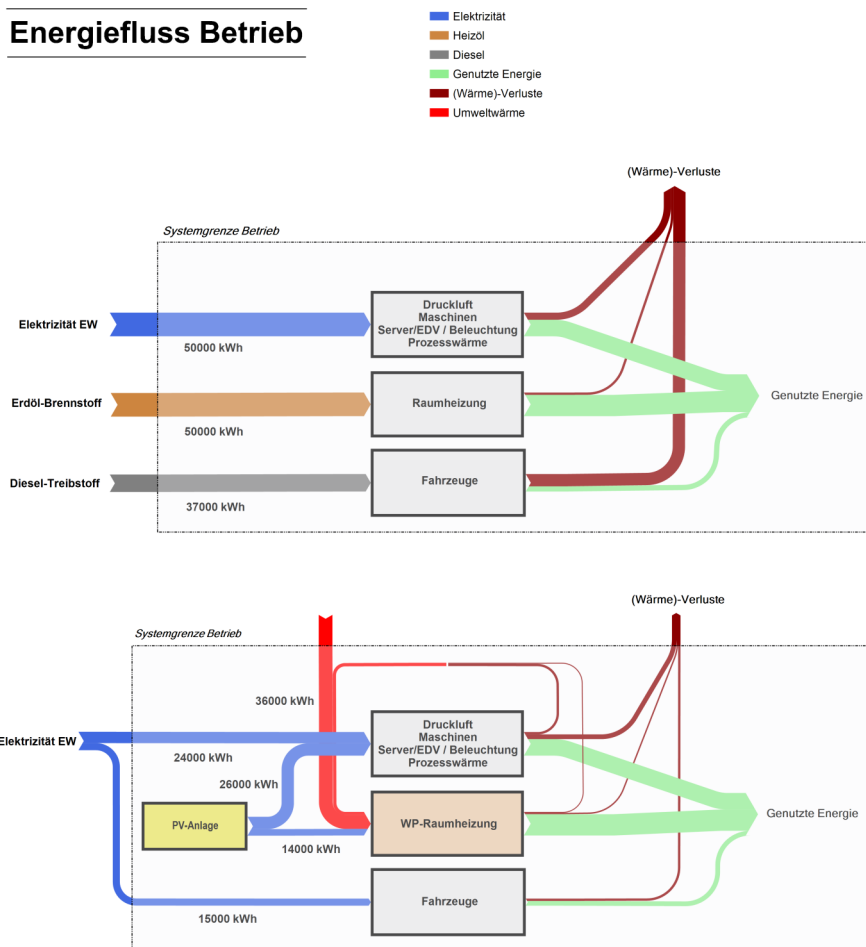 Energiefluss Betrieb
Elektrizität
Heizöl
Diesel
Genutzte Energie
(Wärme)-Verluste
Umweltwärme
(Wärme)-Verluste
Systemgrenze Betrieb
Elektrizität EW
50000 kWh
Druckluft
Maschinen
Server/EDV / Beleuchtung
Prozesswärme
Erdöl-Brennstoff
50000 kWh
Raumheizung
Genutzte Energie
Diesel-Treibstoff
37000 kWh
Fahrzeuge
(Wärme)-Verluste
Systemgrenze Betrieb
36000 kWh
Elektrizität EW
24000 kWh
Druckluft
Maschinen
Server/EDV / Beleuchtung
Prozesswärme
26000 kWh
PV-Anlage
14000 kWh
WP-Raumheizung
Genutzte Energie
15000 kWh
Fahrzeuge